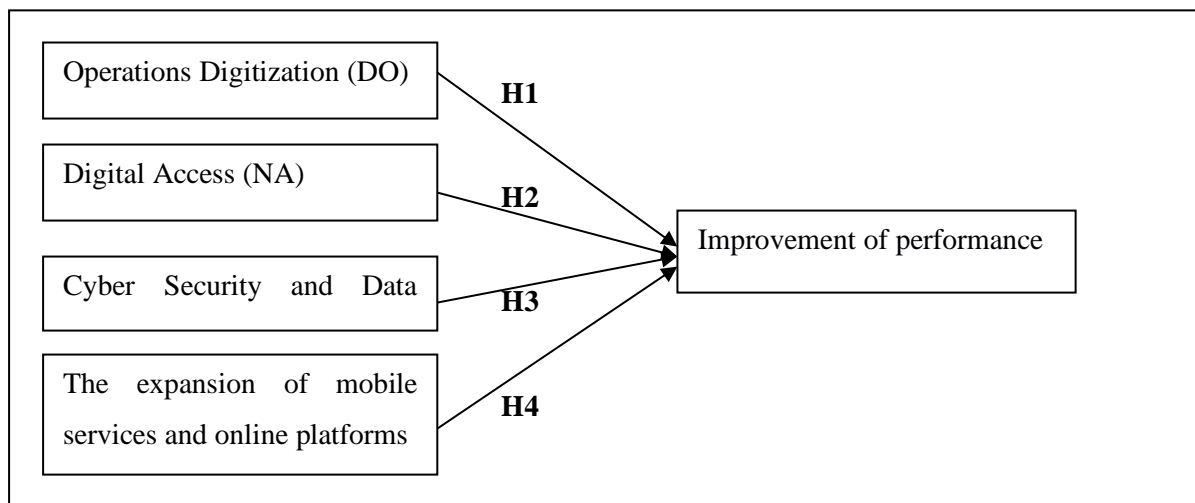 Operations Digitization (DO)
H1
Digital Access (NA)
H2
Improvement of performance
Cyber Security and Data
H3
The expansion of mobile
services and online platforms
H4